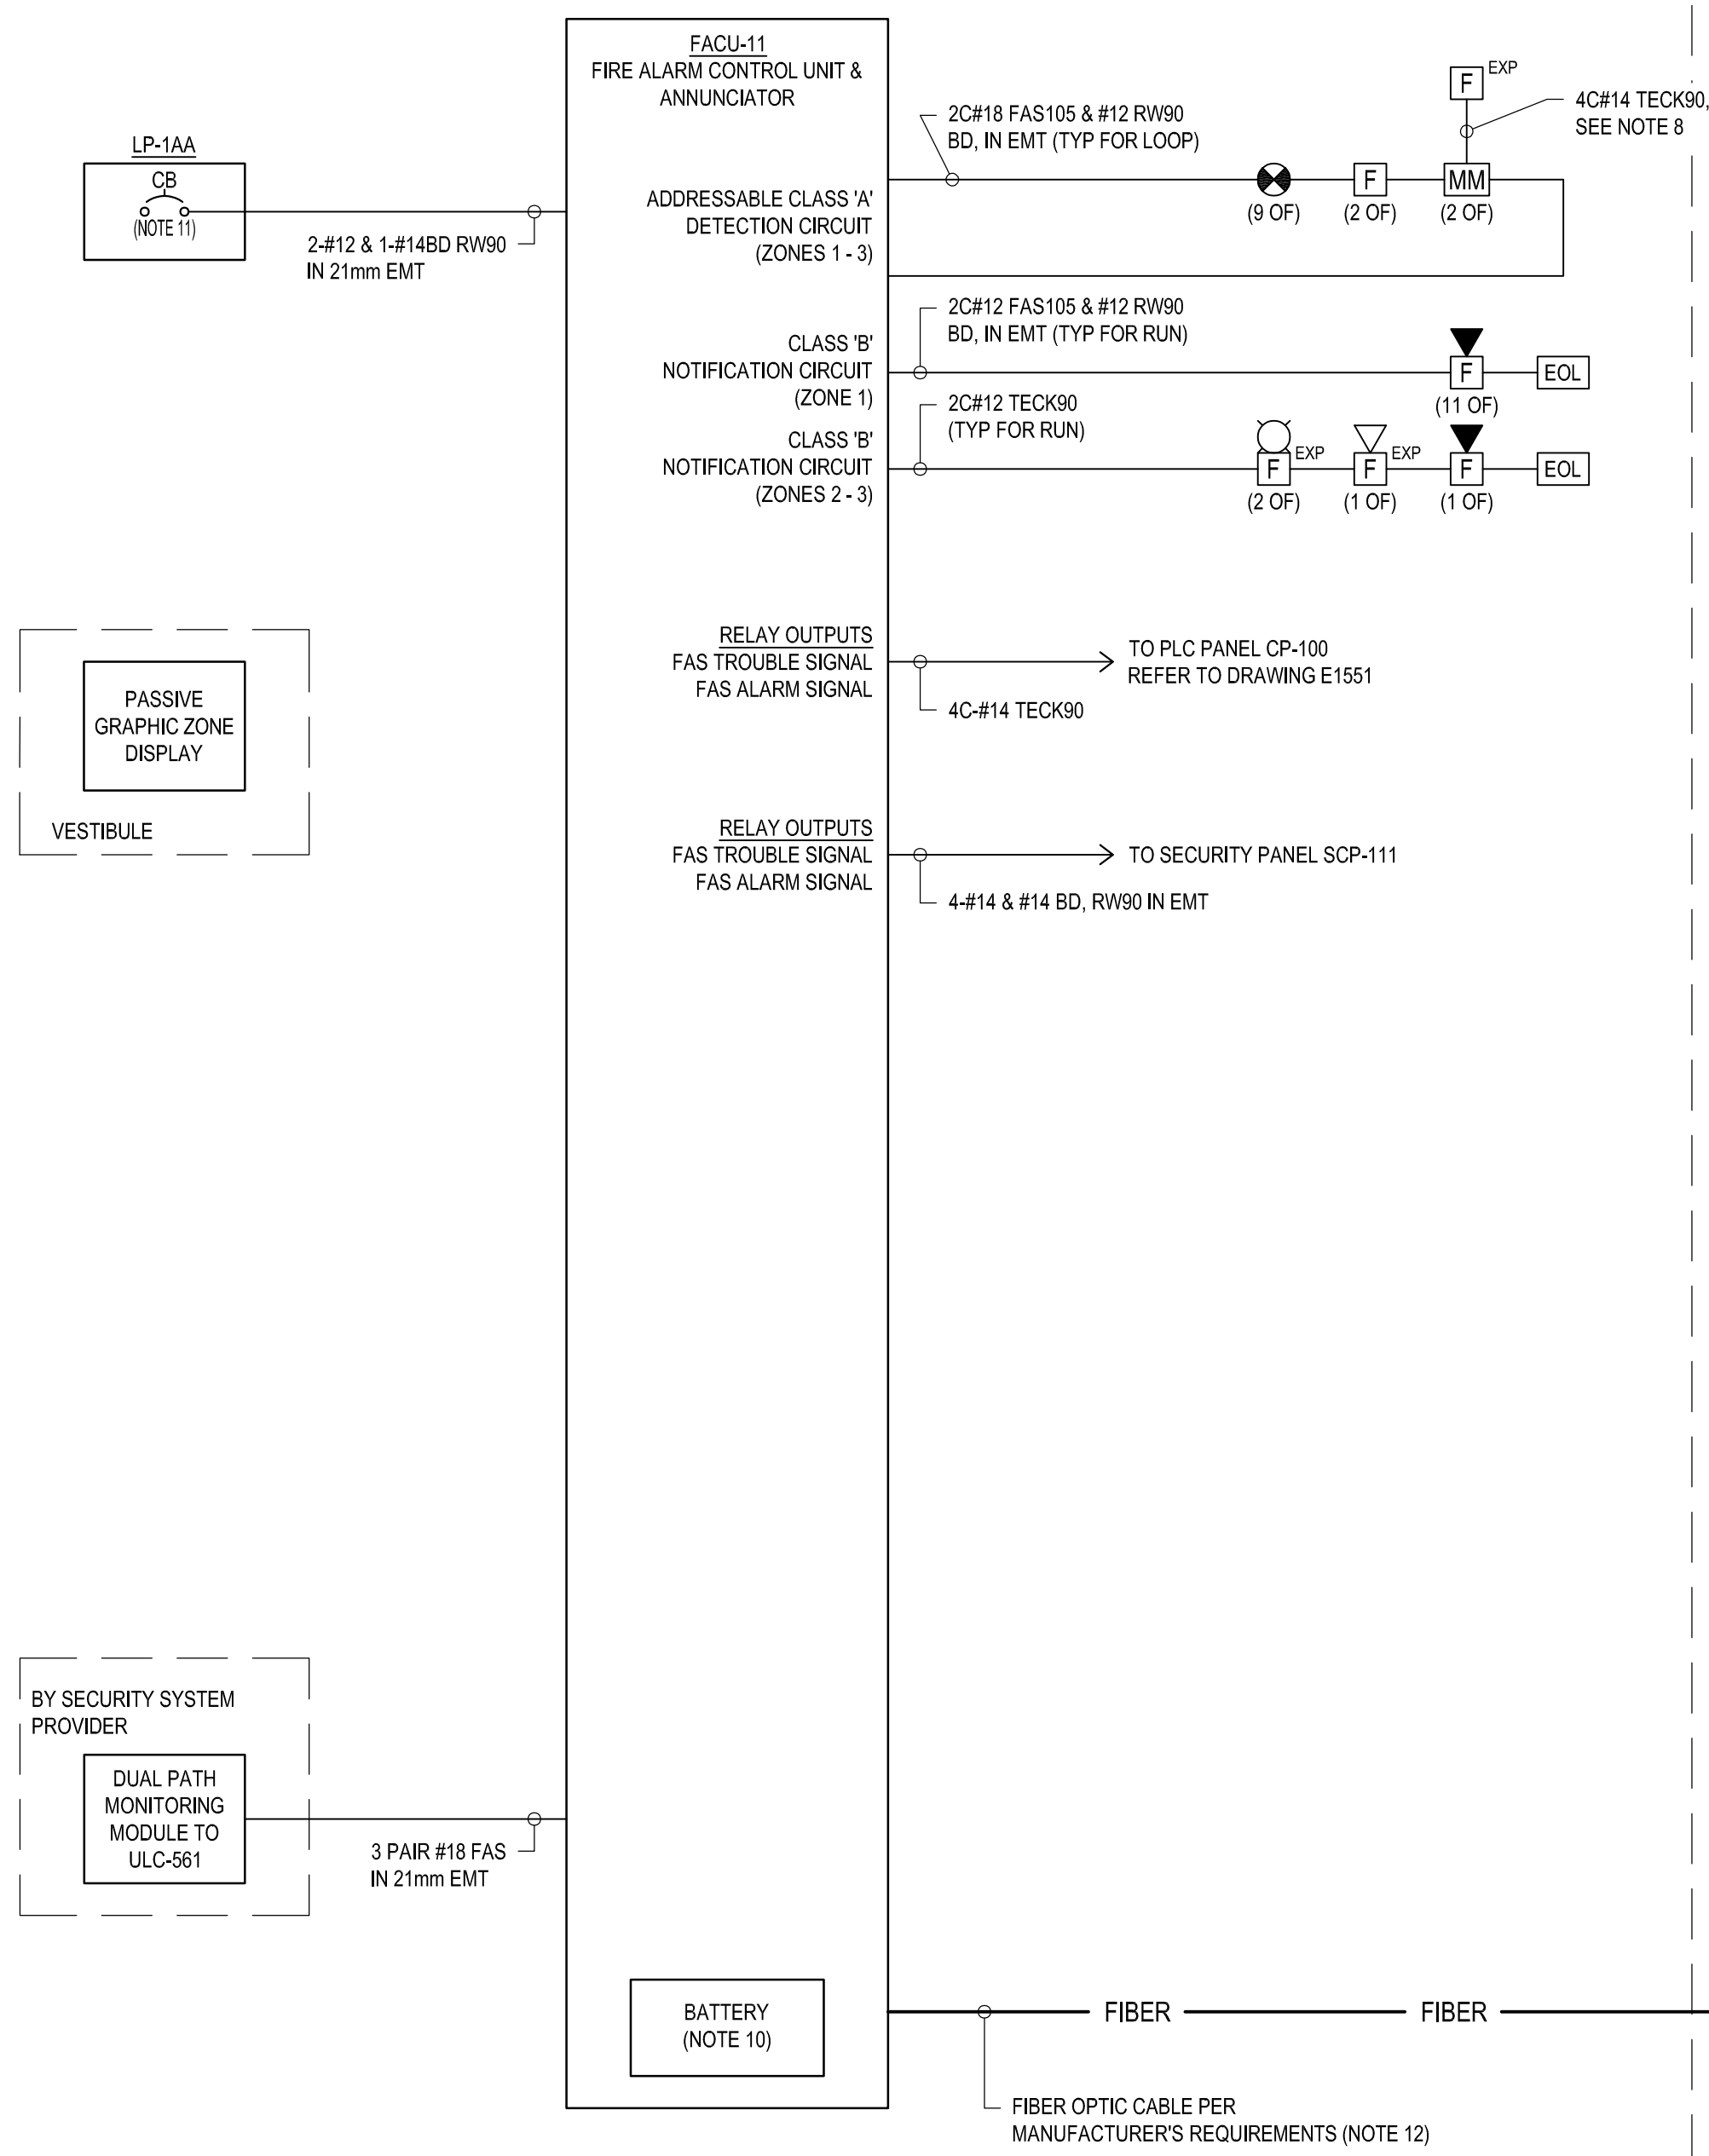 FACU-11
FIRE ALARM CONTROL UNIT &
ANNUNCIATOR
LP-1AA
CB
(NOTE 11)
2-#12 & 1-#14BD RW90
IN 21mm EMT
ADDRESSABLE CLASS 'A'
DETECTION CIRCUIT
(ZONES 1 - 3)
2C#18 FAS105 & #12 RW90
BD, IN EMT (TYP FOR LOOP)
F
EXP
4C#14 TECK90,
SEE NOTE 8
F
MM
(9 OF)
(2 OF)
(2 OF)
CLASS 'B'
NOTIFICATION CIRCUIT
(ZONE 1)
2C#12 FAS105 & #12 RW90
BD, IN EMT (TYP FOR RUN)
F
EOL
(11 OF)
CLASS 'B'
NOTIFICATION CIRCUIT
(ZONES 2 - 3)
2C#12 TECK90
(TYP FOR RUN)
F
EXP
F
EXP
F
EOL
(2 OF)
(1 OF)
(1 OF)
RELAY OUTPUTS
FAS TROUBLE SIGNAL
FAS ALARM SIGNAL
TO PLC PANEL CP-100
REFER TO DRAWING E1551
4C-#14 TECK90
PASSIVE
GRAPHIC ZONE
DISPLAY
VESTIBULE
RELAY OUTPUTS
FAS TROUBLE SIGNAL
FAS ALARM SIGNAL
TO SECURITY PANEL SCP-111
4-#14 & #14 BD, RW90 IN EMT
BY SECURITY SYSTEM
PROVIDER
DUAL PATH
MONITORING
MODULE TO
ULC-561
3 PAIR #18 FAS
IN 21mm EMT
BATTERY
(NOTE 10)
FIBER
FIBER
FIBER OPTIC CABLE PER
MANUFACTURER'S REQUIREMENTS (NOTE 12)